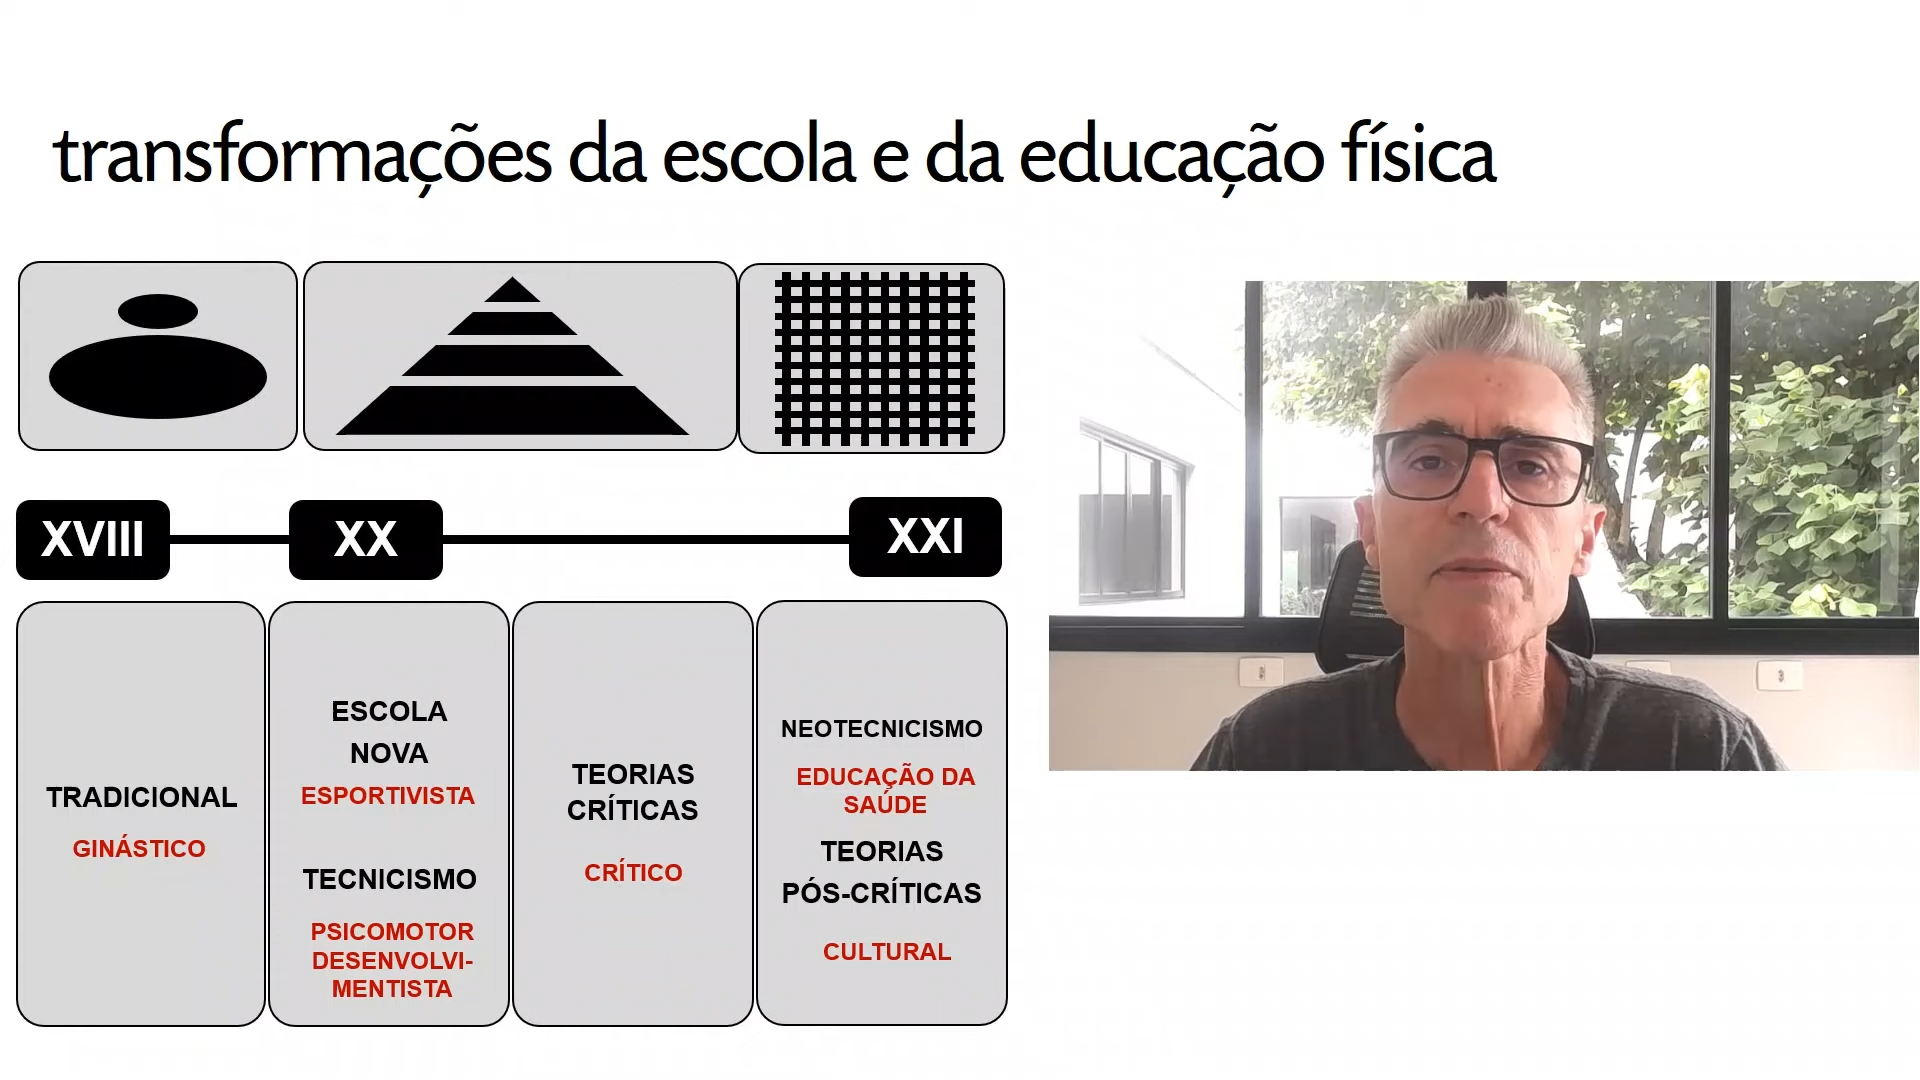 transformações da escola e da educação física
XVIII
XX
XXI
TRADICIONAL
GINÁSTICO
ESCOLA
NOVA
ESPORTIVISTA
TECNICISMO
PSICOMOTOR
DESENVOLVI-
MENTISTA
TEORIAS
CRÍTICAS
CRÍTICO
NEOTECNICISMO
EDUCAÇÃO DA
SAÚDE
TEORIAS
PÓS-CRÍTICAS
CULTURAL